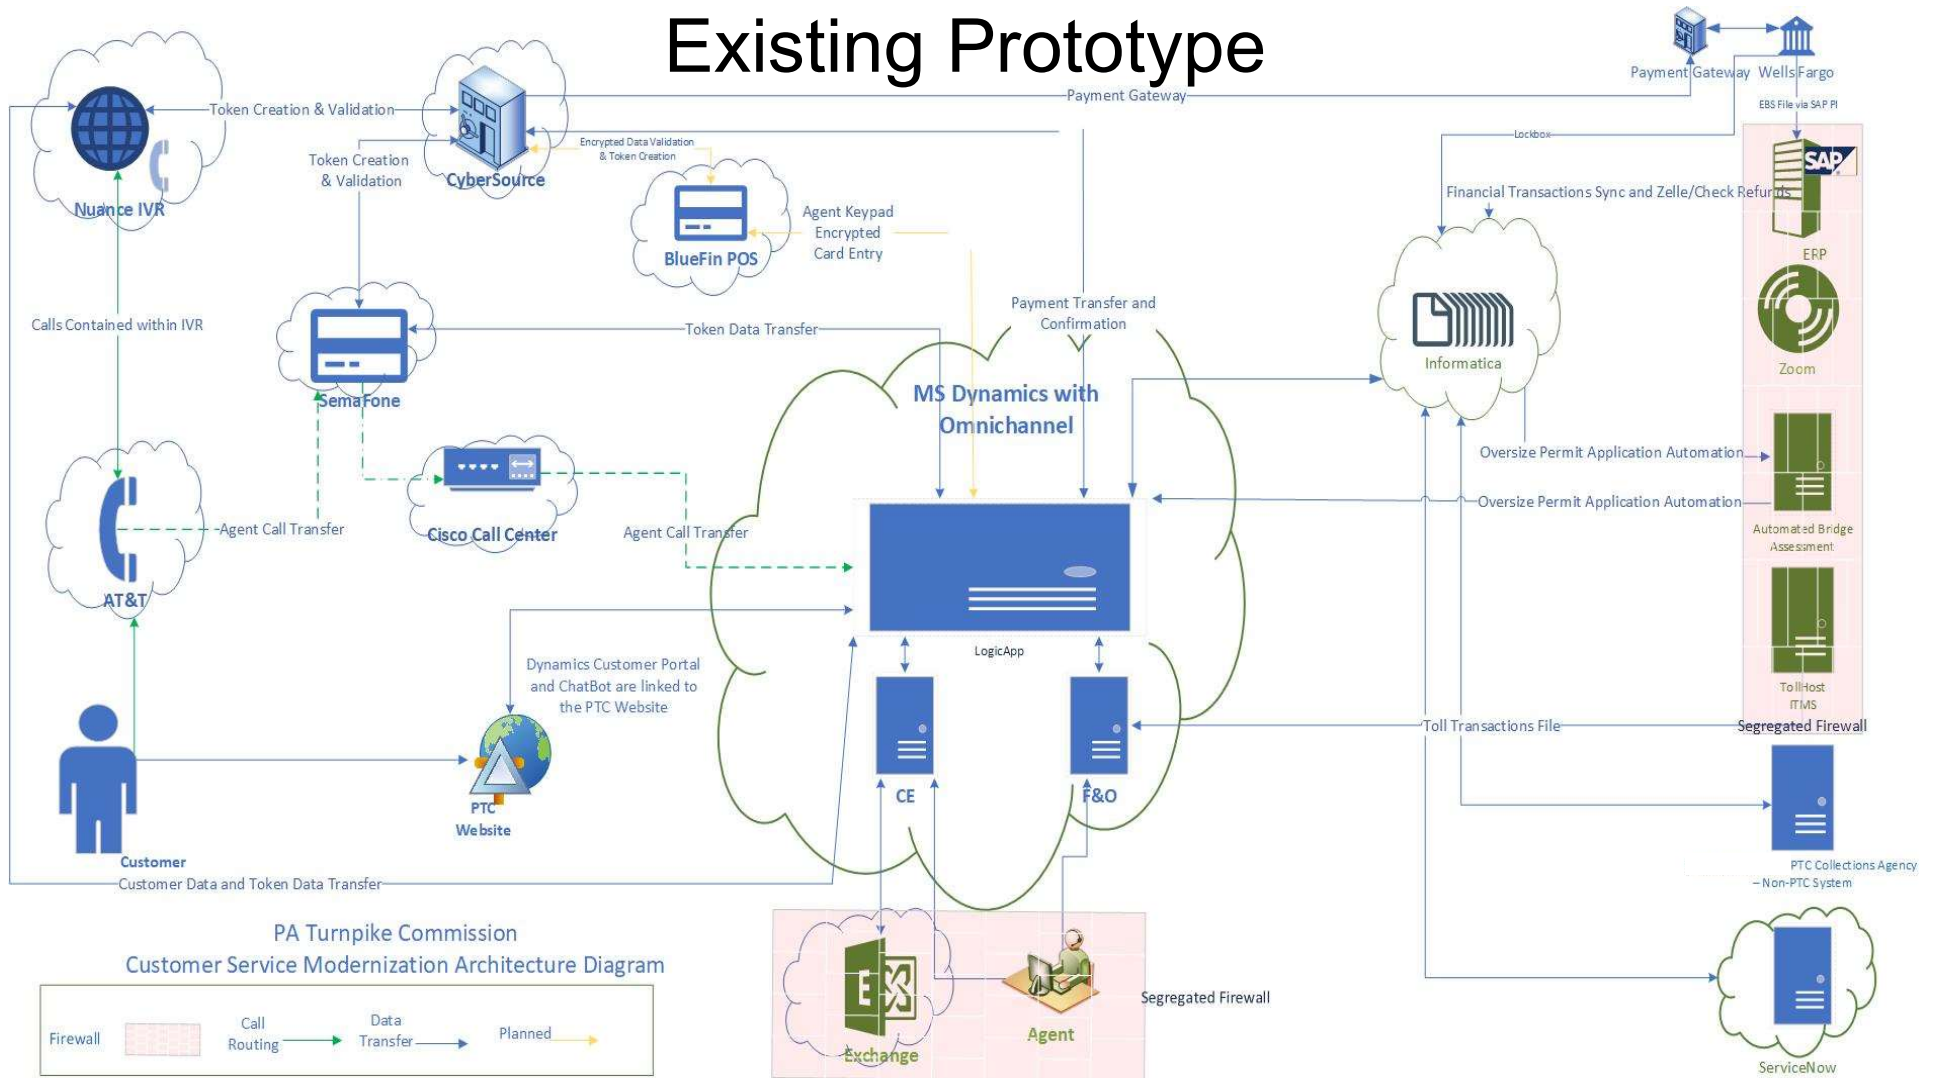 Existing Prototype
Payment Gateway
Wells Fargo
Token Creation & Validation
Payment Gateway
EBS File via SAP PI
Lockbox
Encrypted Data Validation
& Token Creation
Token Creation
& Validation
CyberSource
SAP
Financial Transactions Sync and Zelle/Check Refunds
Nuance IVR
Agent Keypad
Encrypted
Card Entry
BlueFin POS
ERP
Payment Transfer and
Confirmation
Calls Contained within IVR
Token Data Transfer
Informatica
Zoom
SemaFone
MS Dynamics with
Omnichannel
Oversize Permit Application Automation
Oversize Permit Application Automation
Agent Call Transfer
Cisco Call Center
Agent Call Transfer
Automated Bridge
Assessment
AT&T
LogicApp
Dynamics Customer Portal
and ChatBot are linked to
the PTC Website
TollHost
ITMS
Toll Transactions File
Segregated Firewall
CE
F&O
PTC
Website
Customer
PTC Collections Agency
– Non-PTC System
Customer Data and Token Data Transfer
PA Turnpike Commission
Customer Service Modernization Architecture Diagram
Firewall
Call
Routing
Data
Transfer
Planned
E
Exchange
Agent
Segregated Firewall
ServiceNow